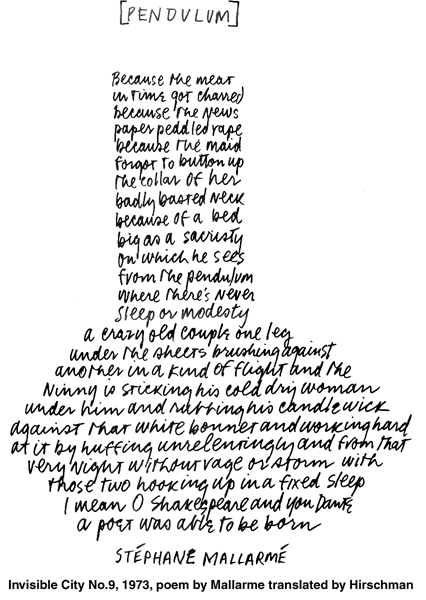 [PENDULUM]
Because the meat
in time got charred
because the news
paper peddled rape
because the maid
forgot to button up
the collar of her
badly basted neck
because of a bed
big as a sacristy
on which he sees
from the pendulum
where there's never
sleep or modesty
a crazy old couple one leg
under the sheets brushing against
another in a kind of flight and the
Ninny is sticking his cold dry woman
under him and rubbing his candlewick
against that white bonnet and working hard
at it by huffing unrelentingly and from that
very night without rage or storm with
those two hooking up in a fixed sleep
I mean O Shakespeare and you Dante
a poet was able to be born
STÉPHANE MALLARMÉ
Invisible City No.9, 1973, poem by Mallarme translated by Hirschman